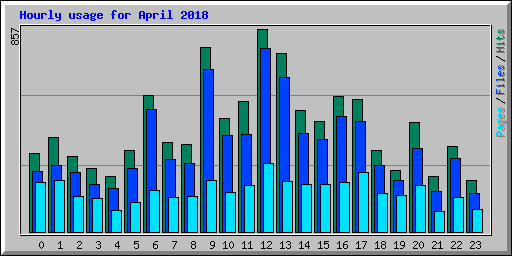 Hourly usage for April 2018
857
Pages / Files / Hits
0 1 2 3 4 5 6 7 8 9 10 11 12 13 14 15 16 17 18 19 20 21 22 23